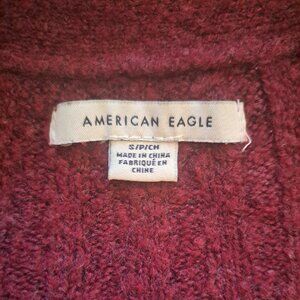 AMERICAN EAGLE
S/P/CH
MADE IN CHINA
FABRIQUÉ EN
CHINE